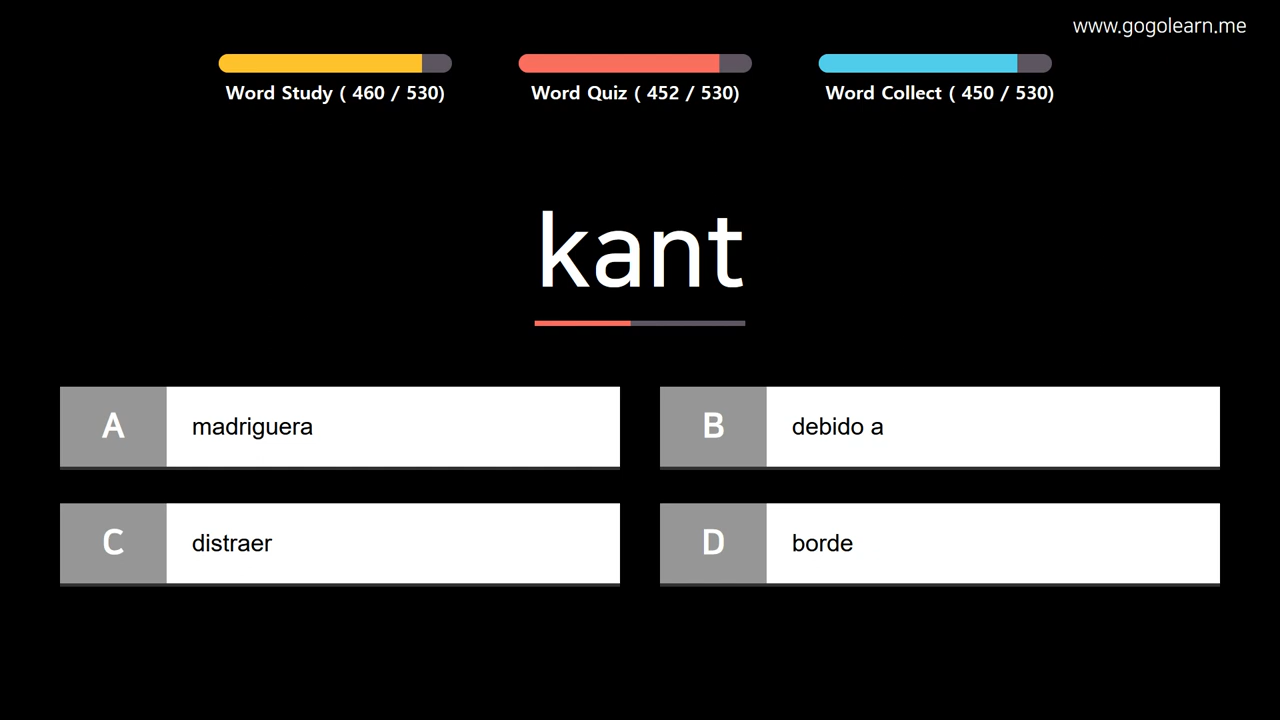 www.gogolearn.me
Word Study ( 460 / 530)
Word Quiz ( 452 / 530)
Word Collect ( 450 / 530)
kant
A madriguera
B debido a
C distraer
D borde